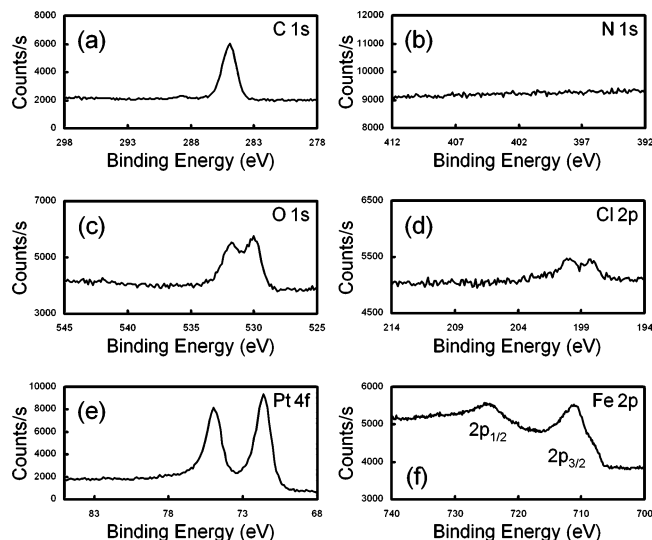 (a) C 1s
8000
6000
4000
2000
0
Counts/s
298 293 288 283 278
Binding Energy (eV)
(b) N 1s
12000
11000
10000
9000
8000
Counts/s
412 407 402 397 392
Binding Energy (eV)
(c) O 1s
7000
5000
3000
Counts/s
545 540 535 530 525
Binding Energy (eV)
(d) Cl 2p
6500
5500
4500
Counts/s
214 209 204 199 194
Binding Energy (eV)
(e) Pt 4f
10000
8000
6000
4000
2000
0
Counts/s
83 78 73 68
Binding Energy (eV)
Fe 2p
6000
5000
4000
3000
Counts/s
2p1/2
2p3/2
(f)
740 730 720 710 700
Binding Energy (eV)